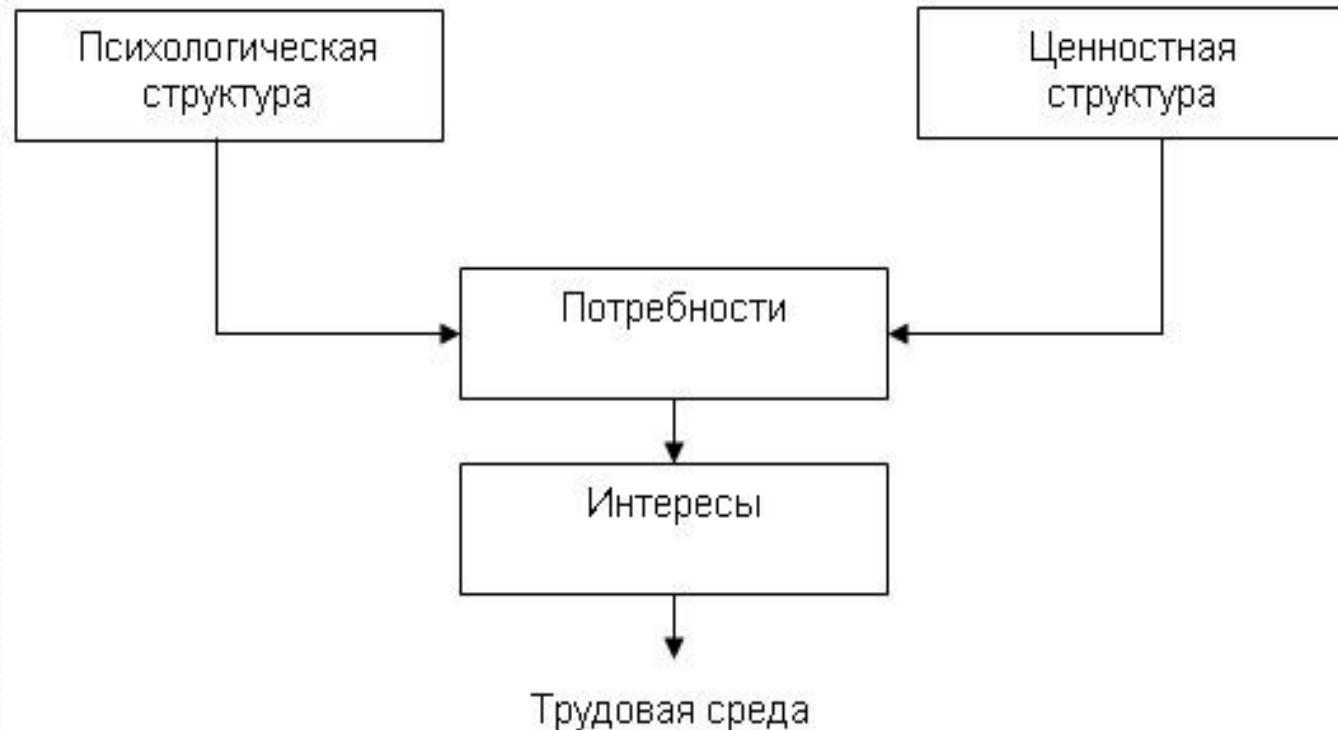 Психологическая
структура
Ценностная
структура
Потребности
Интересы
Трудовая среда